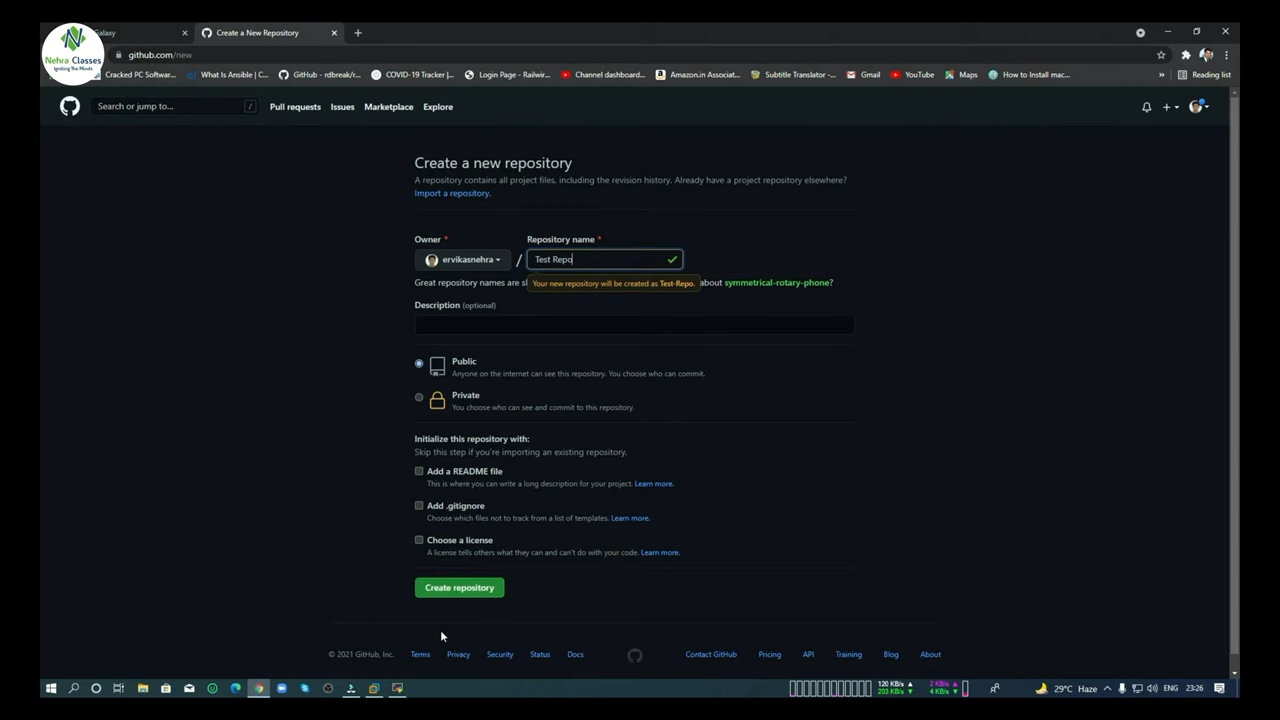 Galaxy
Create a New Repository
Nehra Classes
Igniting The Minds
github.com/new
Cracked PC Software...
What Is Ansible | C...
GitHub - rdbreak/r...
COVID-19 Tracker |...
Login Page - Railwir...
Channel dashboard...
Amazon.in Associat...
Subtitle Translator -...
Gmail
YouTube
Maps
How to Install mac...
»
Reading list
Search or jump to...
/
Pull requests
Issues
Marketplace
Explore
Create a new repository
A repository contains all project files, including the revision history. Already have a project repository elsewhere?
Import a repository.
Owner *
Repository name *
ervikasnehra
/
Test Repo
Great repository names are s
Your new repository will be created as Test-Repo.
about symmetrical-rotary-phone?
Description (optional)
Public
Anyone on the internet can see this repository. You choose who can commit.
Private
You choose who can see and commit to this repository.
Initialize this repository with:
Skip this step if you're importing an existing repository.
Add a README file
This is where you can write a long description for your project. Learn more.
Add .gitignore
Choose which files not to track from a list of templates. Learn more.
Choose a license
A license tells others what they can and can't do with your code. Learn more.
Create repository
© 2021 GitHub, Inc.
Terms
Privacy
Security
Status
Docs
Contact GitHub
Pricing
API
Training
Blog
About
120 KB/s
203 KB/s
2 KB/s
4 KB/s
29°C Haze
ENG
23:26